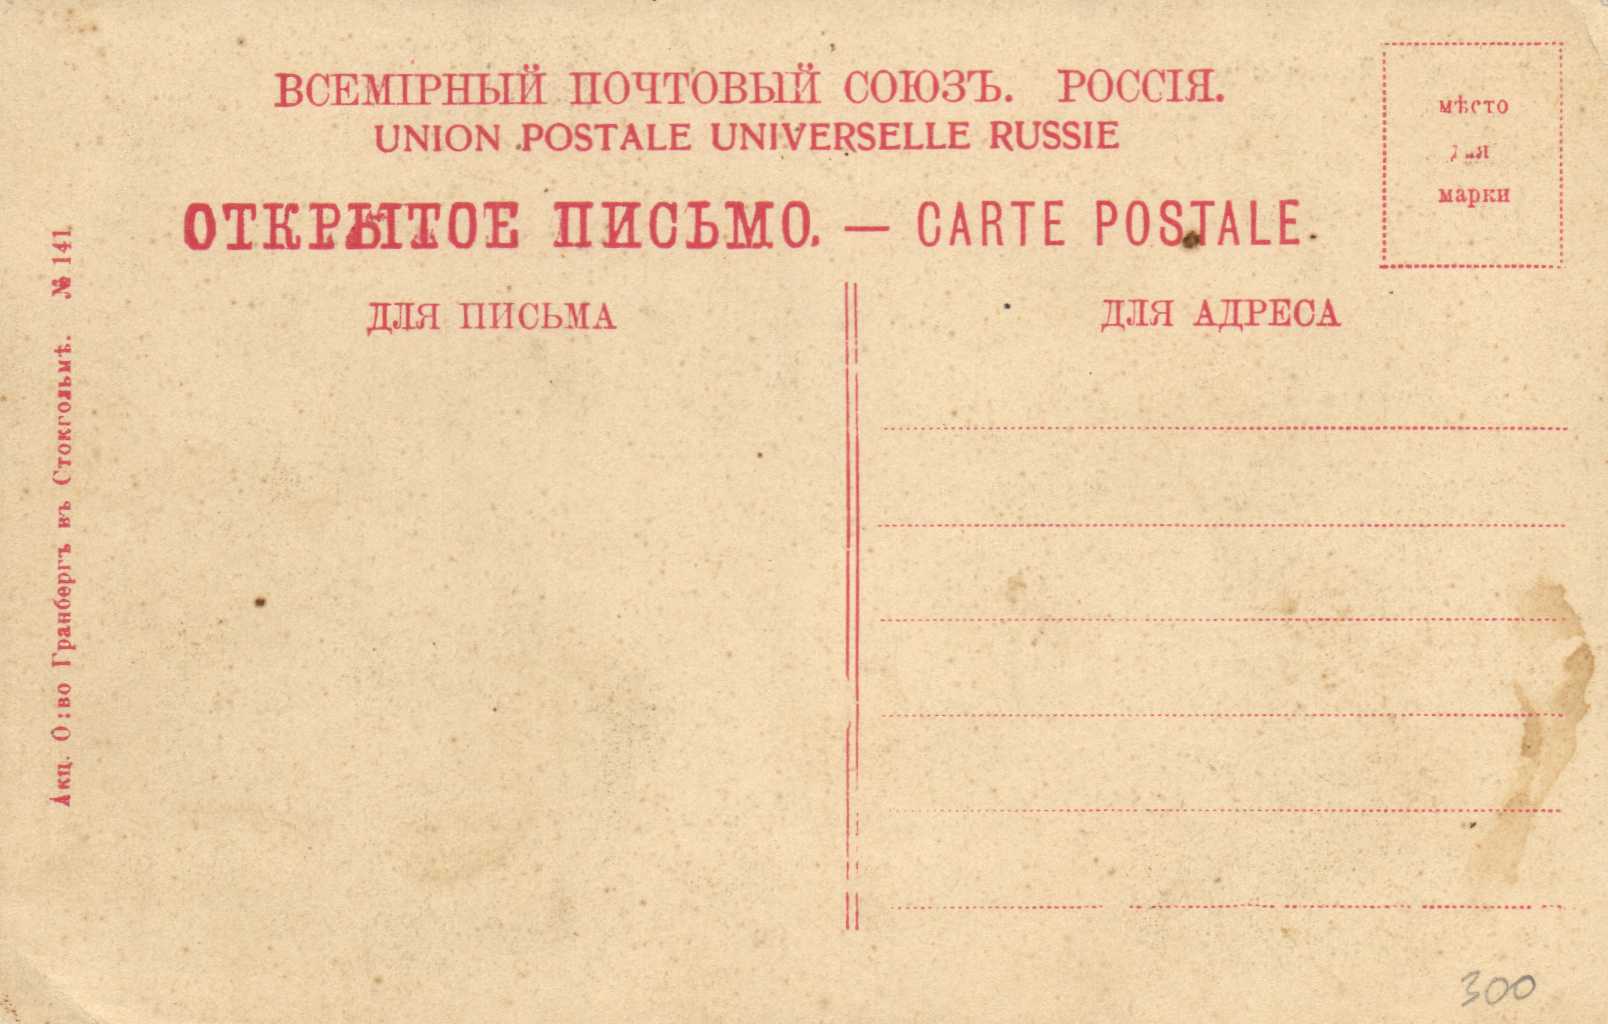 ВСЕМІРНЫЙ ПОЧТОВЫЙ СОЮЗЪ. РОССІЯ.
UNION POSTALE UNIVERSELLE RUSSIE
ОТКРЫТОЕ ПИСЬМО. — CARTE POSTALE.
мѣсто
для
марки
ДЛЯ ПИСЬМА
ДЛЯ АДРЕСА
Акц. О:во Гранбергъ въ Стокгольмѣ. № 141
300